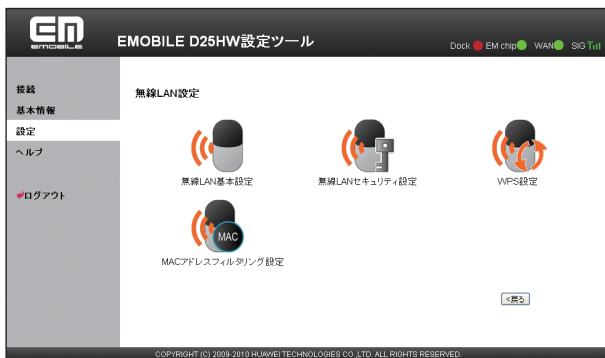 EM
EMOBILE
EMOBILE D25HW設定ツール
Dock EM chip WAN SIG
接続
基本情報
設定
ヘルプ
ログアウト
無線LAN設定
無線LAN基本設定
無線LANセキュリティ設定
WPS設定
MAC
MACアドレスフィルタリング設定
<戻る
COPYRIGHT (C) 2009-2010 HUAWEI TECHNOLOGIES CO.,LTD. ALL RIGHTS RESERVED.